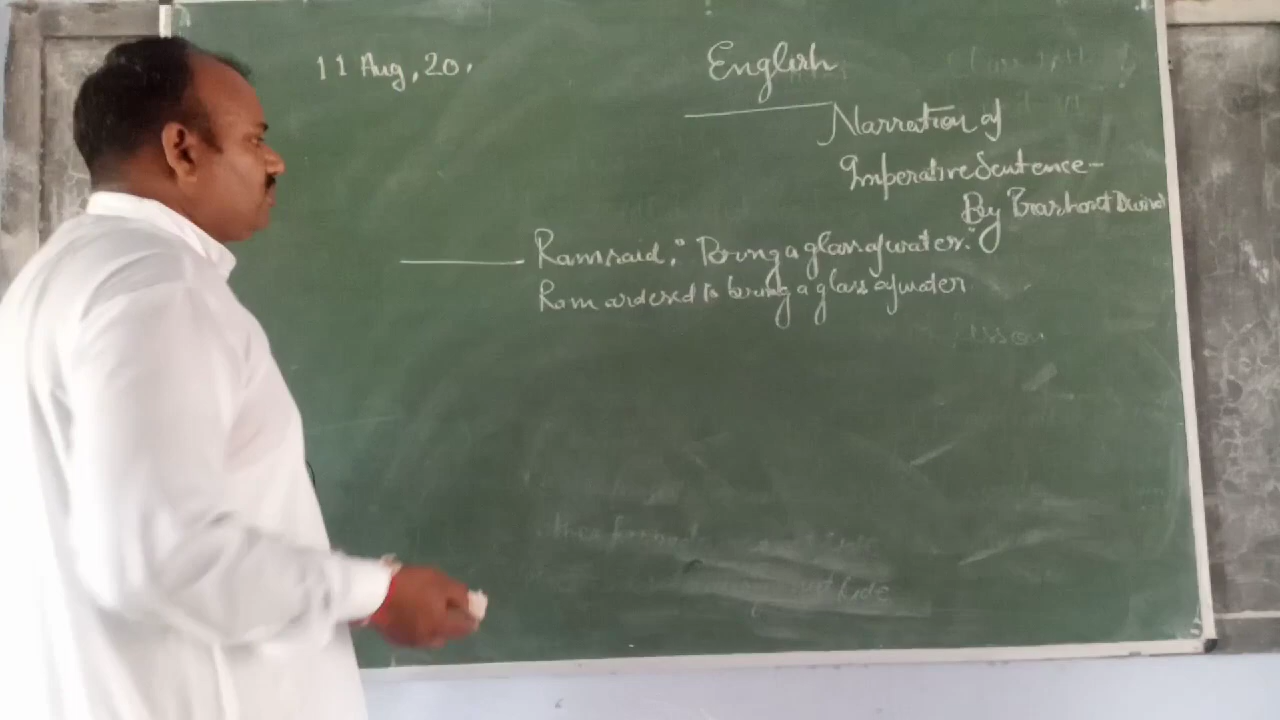 11 Aug, 20.
English
Narration of
Imperative Sentence-
By
Ram said, "Bring a glass of water."
Ram ordered to bring a glass of water